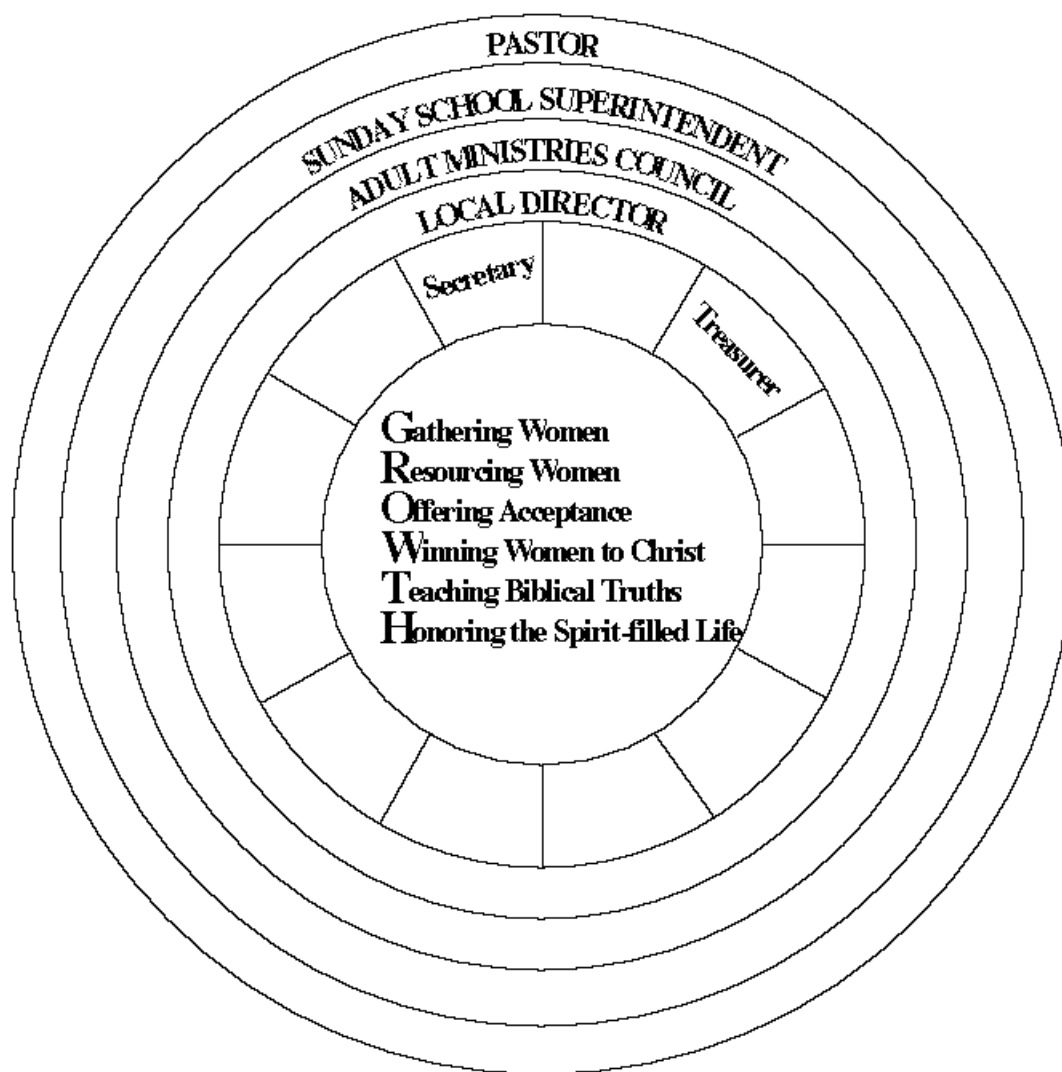 PASTOR
SUNDAY SCHOOL SUPERINTENDENT
ADULT MINISTRIES COUNCIL
LOCAL DIRECTOR
Secretary
Treasurer
Gathering Women
Resourcing Women
Offering Acceptance
Winning Women to Christ
Teaching Biblical Truths
Honoring the Spirit-filled Life